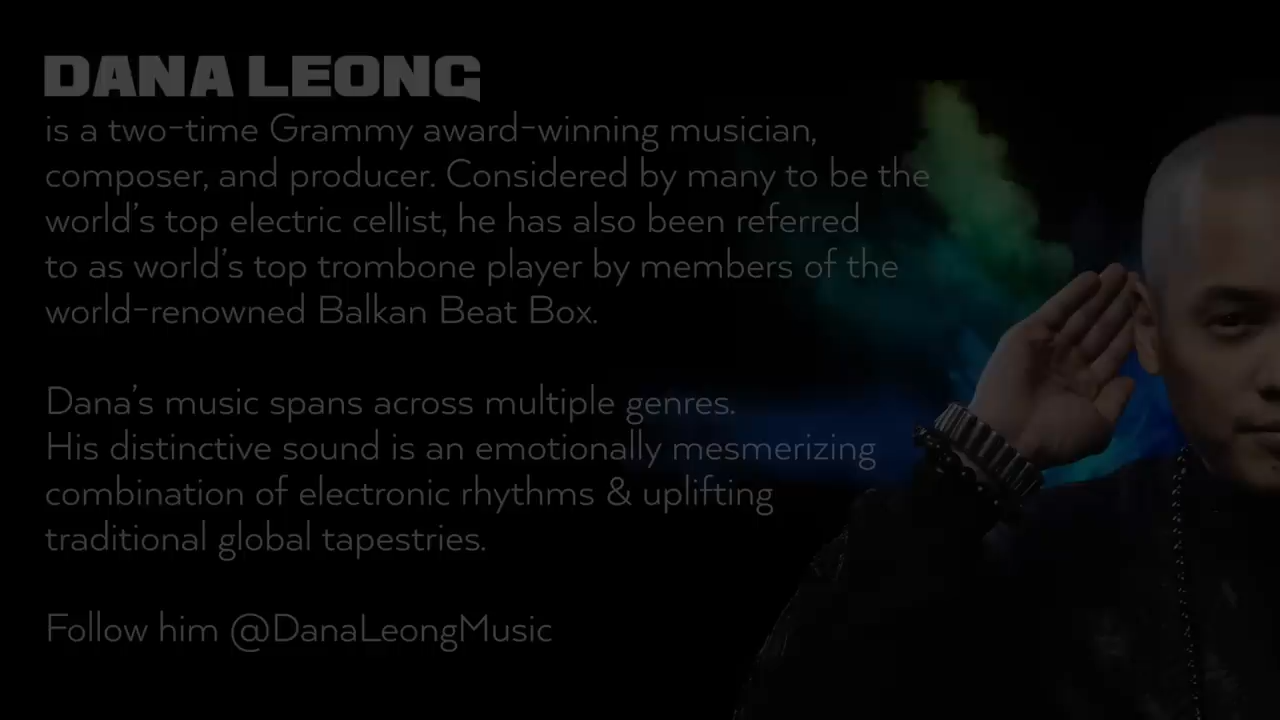 DANA LEONG
is a two-time Grammy award-winning musician,
composer, and producer. Considered by many to be the
world's top electric cellist, he has also been referred
to as world's top trombone player by members of the
world-renowned Balkan Beat Box.
Dana's music spans across multiple genres.
His distinctive sound is an emotionally mesmerizing
combination of electronic rhythms & uplifting
traditional global tapestries.
Follow him @DanaLeongMusic